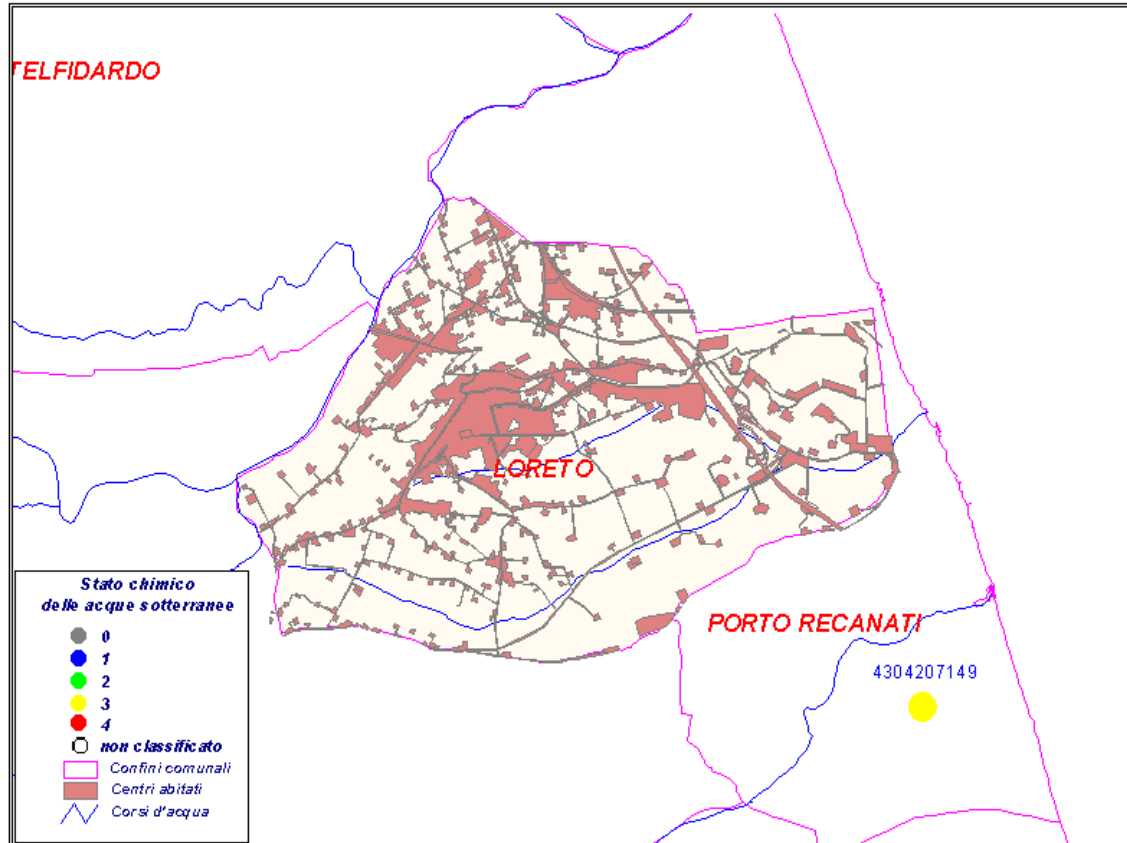 TELFIDARDO
LORETO
PORTO RECANATI
4304207149
Stato chimico
delle acque sotterranee
0
1
2
3
4
non classificato
Confini comunali
Centri abitati
Corsi d'acqua